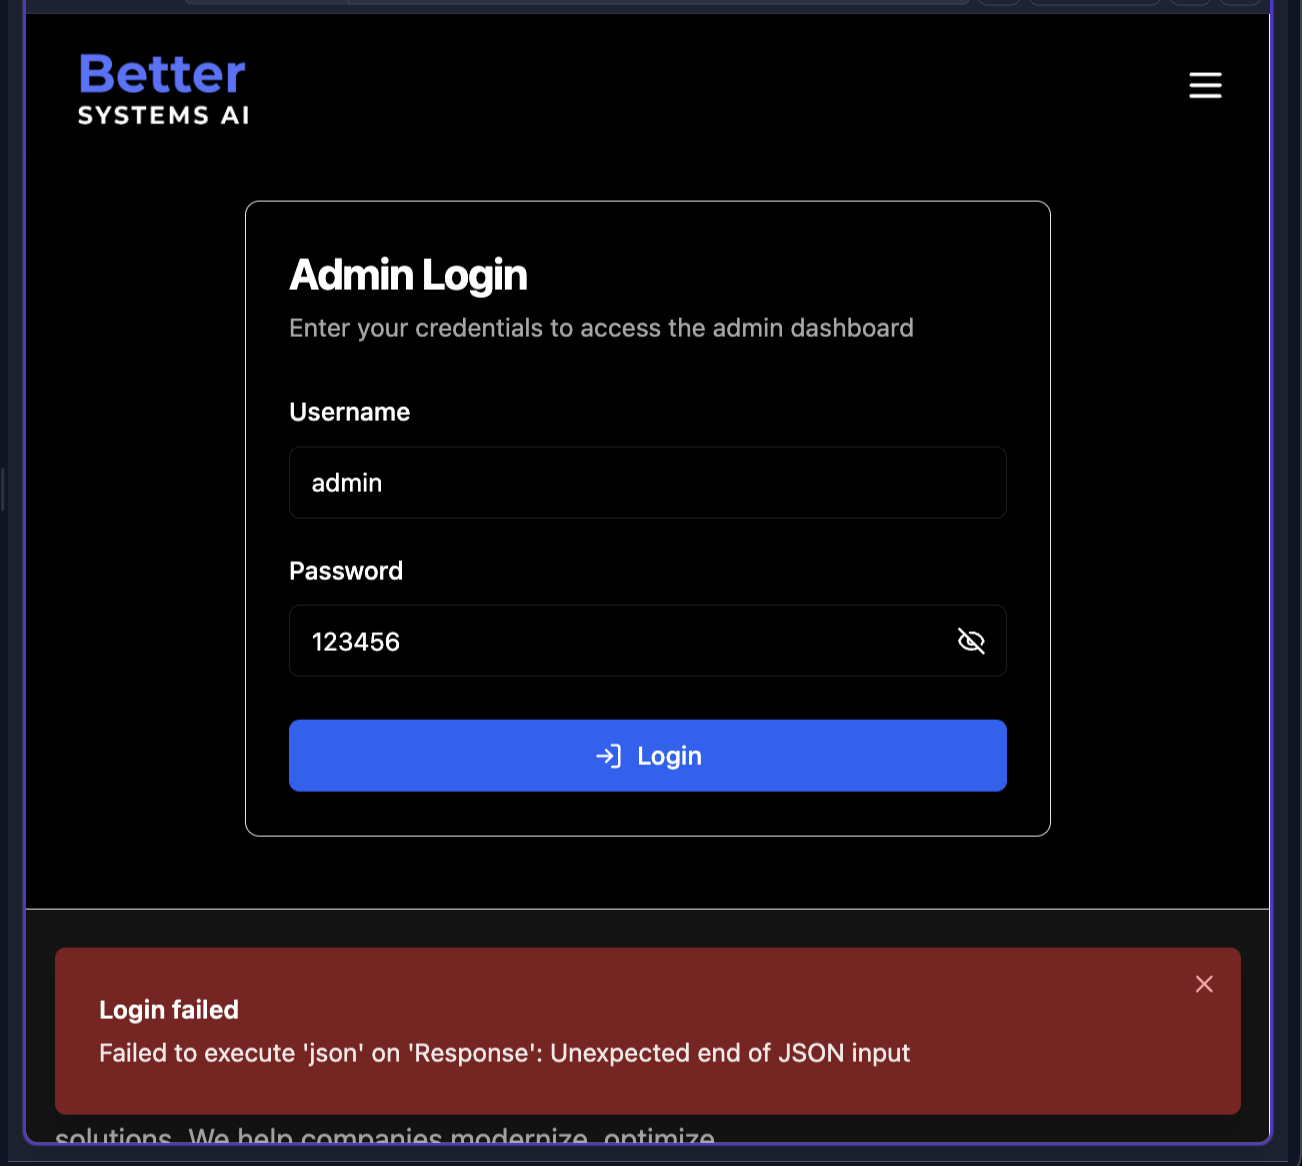 Better
SYSTEMS AI
Admin Login
Enter your credentials to access the admin dashboard
Username
admin
Password
123456
Login
Login failed
Failed to execute 'json' on 'Response': Unexpected end of JSON input
solutions. We help companies modernize, optimize